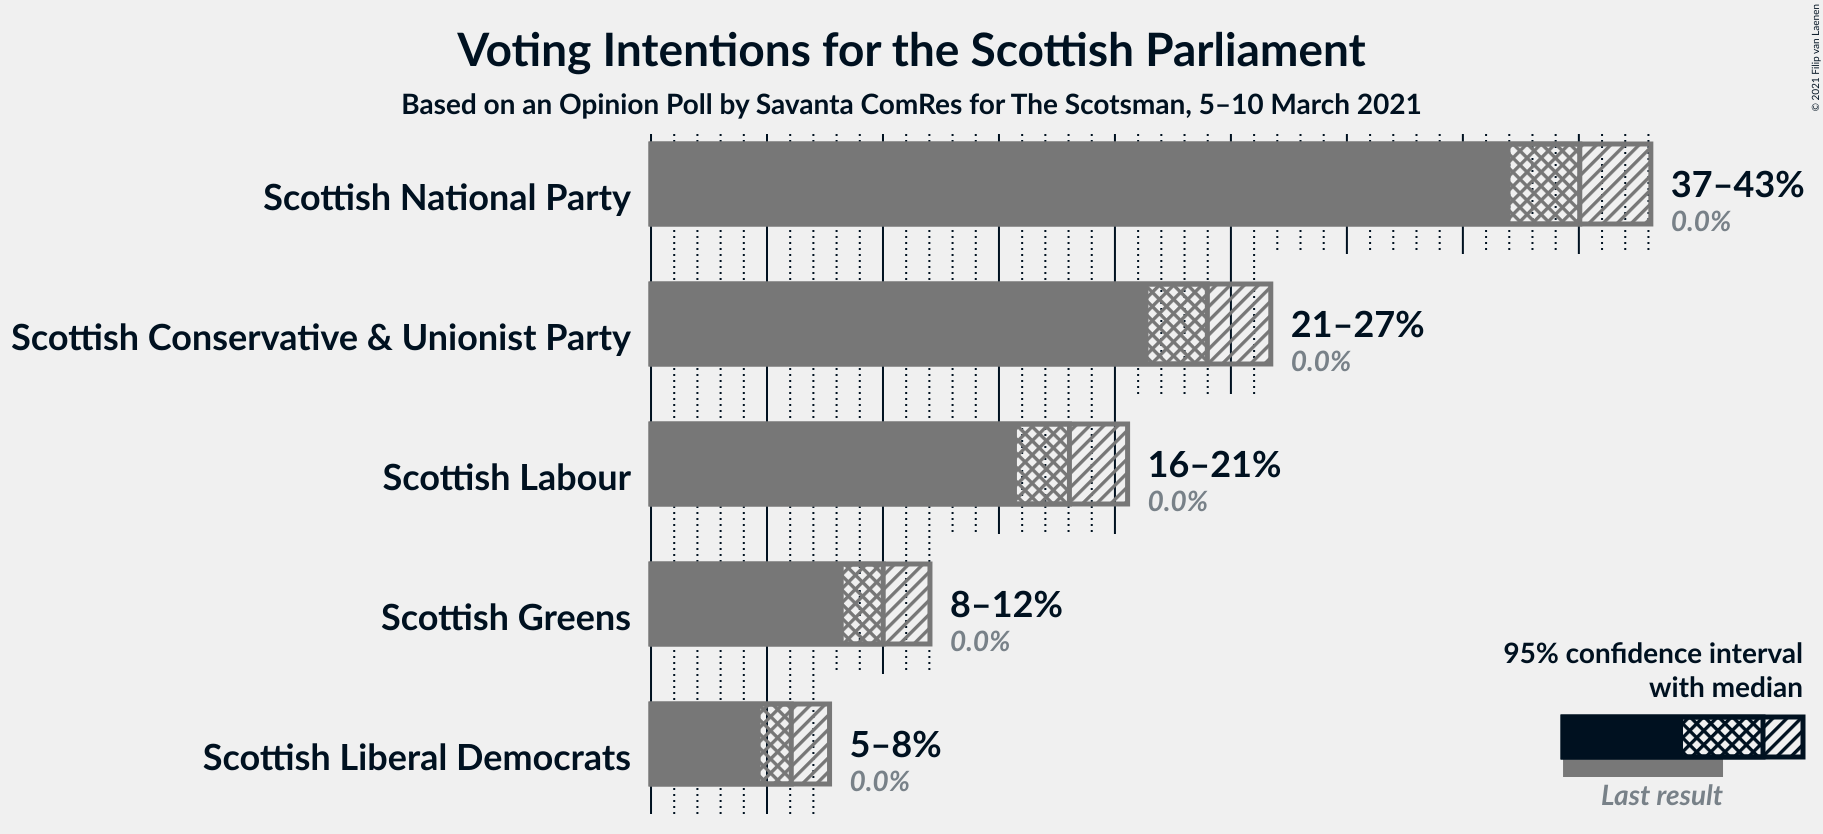 Voting Intentions for the Scottish Parliament
Based on an Opinion Poll by Savanta ComRes for The Scotsman, 5–10 March 2021
© 2021 Filip van Laenen
Scottish National Party
37–43%
0.0%
Scottish Conservative & Unionist Party
21–27%
0.0%
Scottish Labour
16–21%
0.0%
Scottish Greens
8–12%
0.0%
Scottish Liberal Democrats
5–8%
0.0%
95% confidence interval
with median
Last result